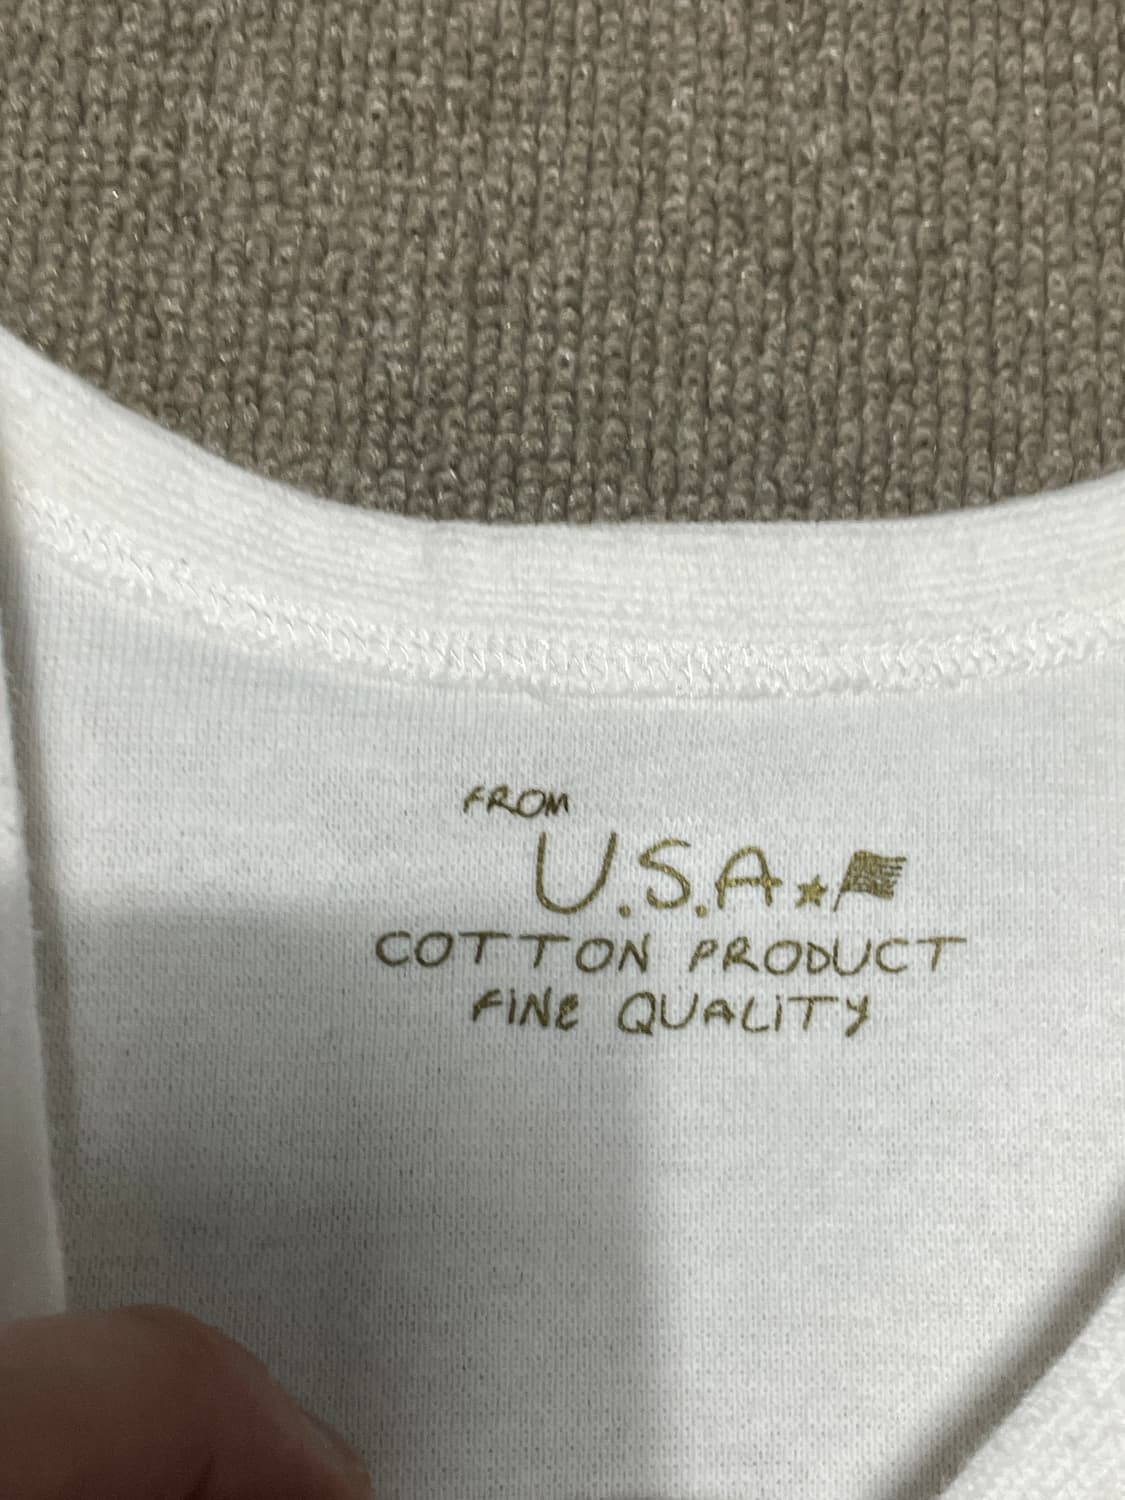 FROM
U.S.A
COTTON PRODUCT
FiNe QUALiTY